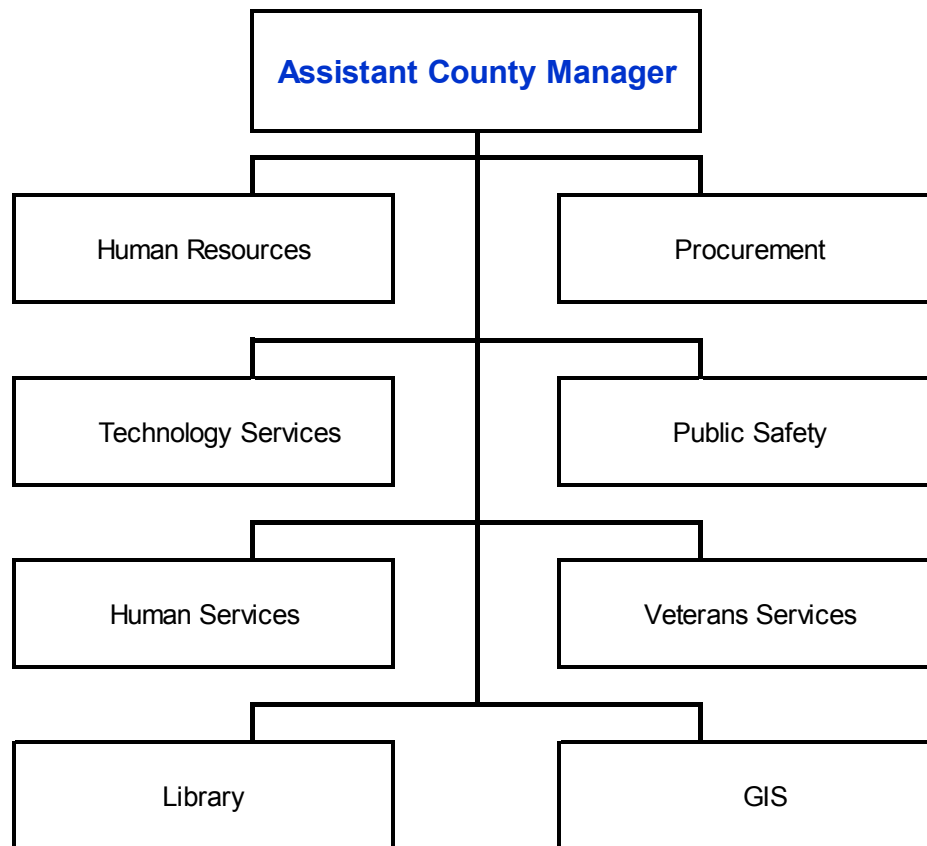 Assistant County Manager
Human Resources
Procurement
Technology Services
Public Safety
Human Services
Veterans Services
Library
GIS